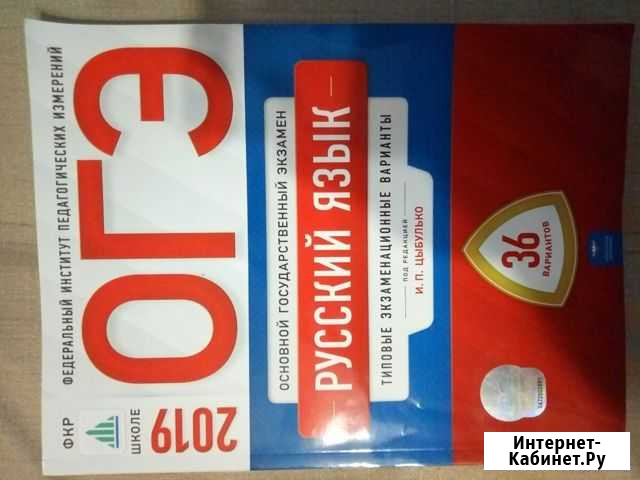 ФЕДЕРАЛЬНЫЙ ИНСТИТУТ ПЕДАГОГИЧЕСКИХ ИЗМЕРЕНИЙ
ФКР
ШКОЛЕ
ОГЭ
2019
ОСНОВНОЙ ГОСУДАРСТВЕННЫЙ ЭКЗАМЕН
РУССКИЙ ЯЗЫК
ТИПОВЫЕ ЭКЗАМЕНАЦИОННЫЕ ВАРИАНТЫ
ПОД РЕДАКЦИЕЙ
И. П. ЦЫБУЛЬКО
36
ВАРИАНТОВ
Интернет-
Кабинет.Ру